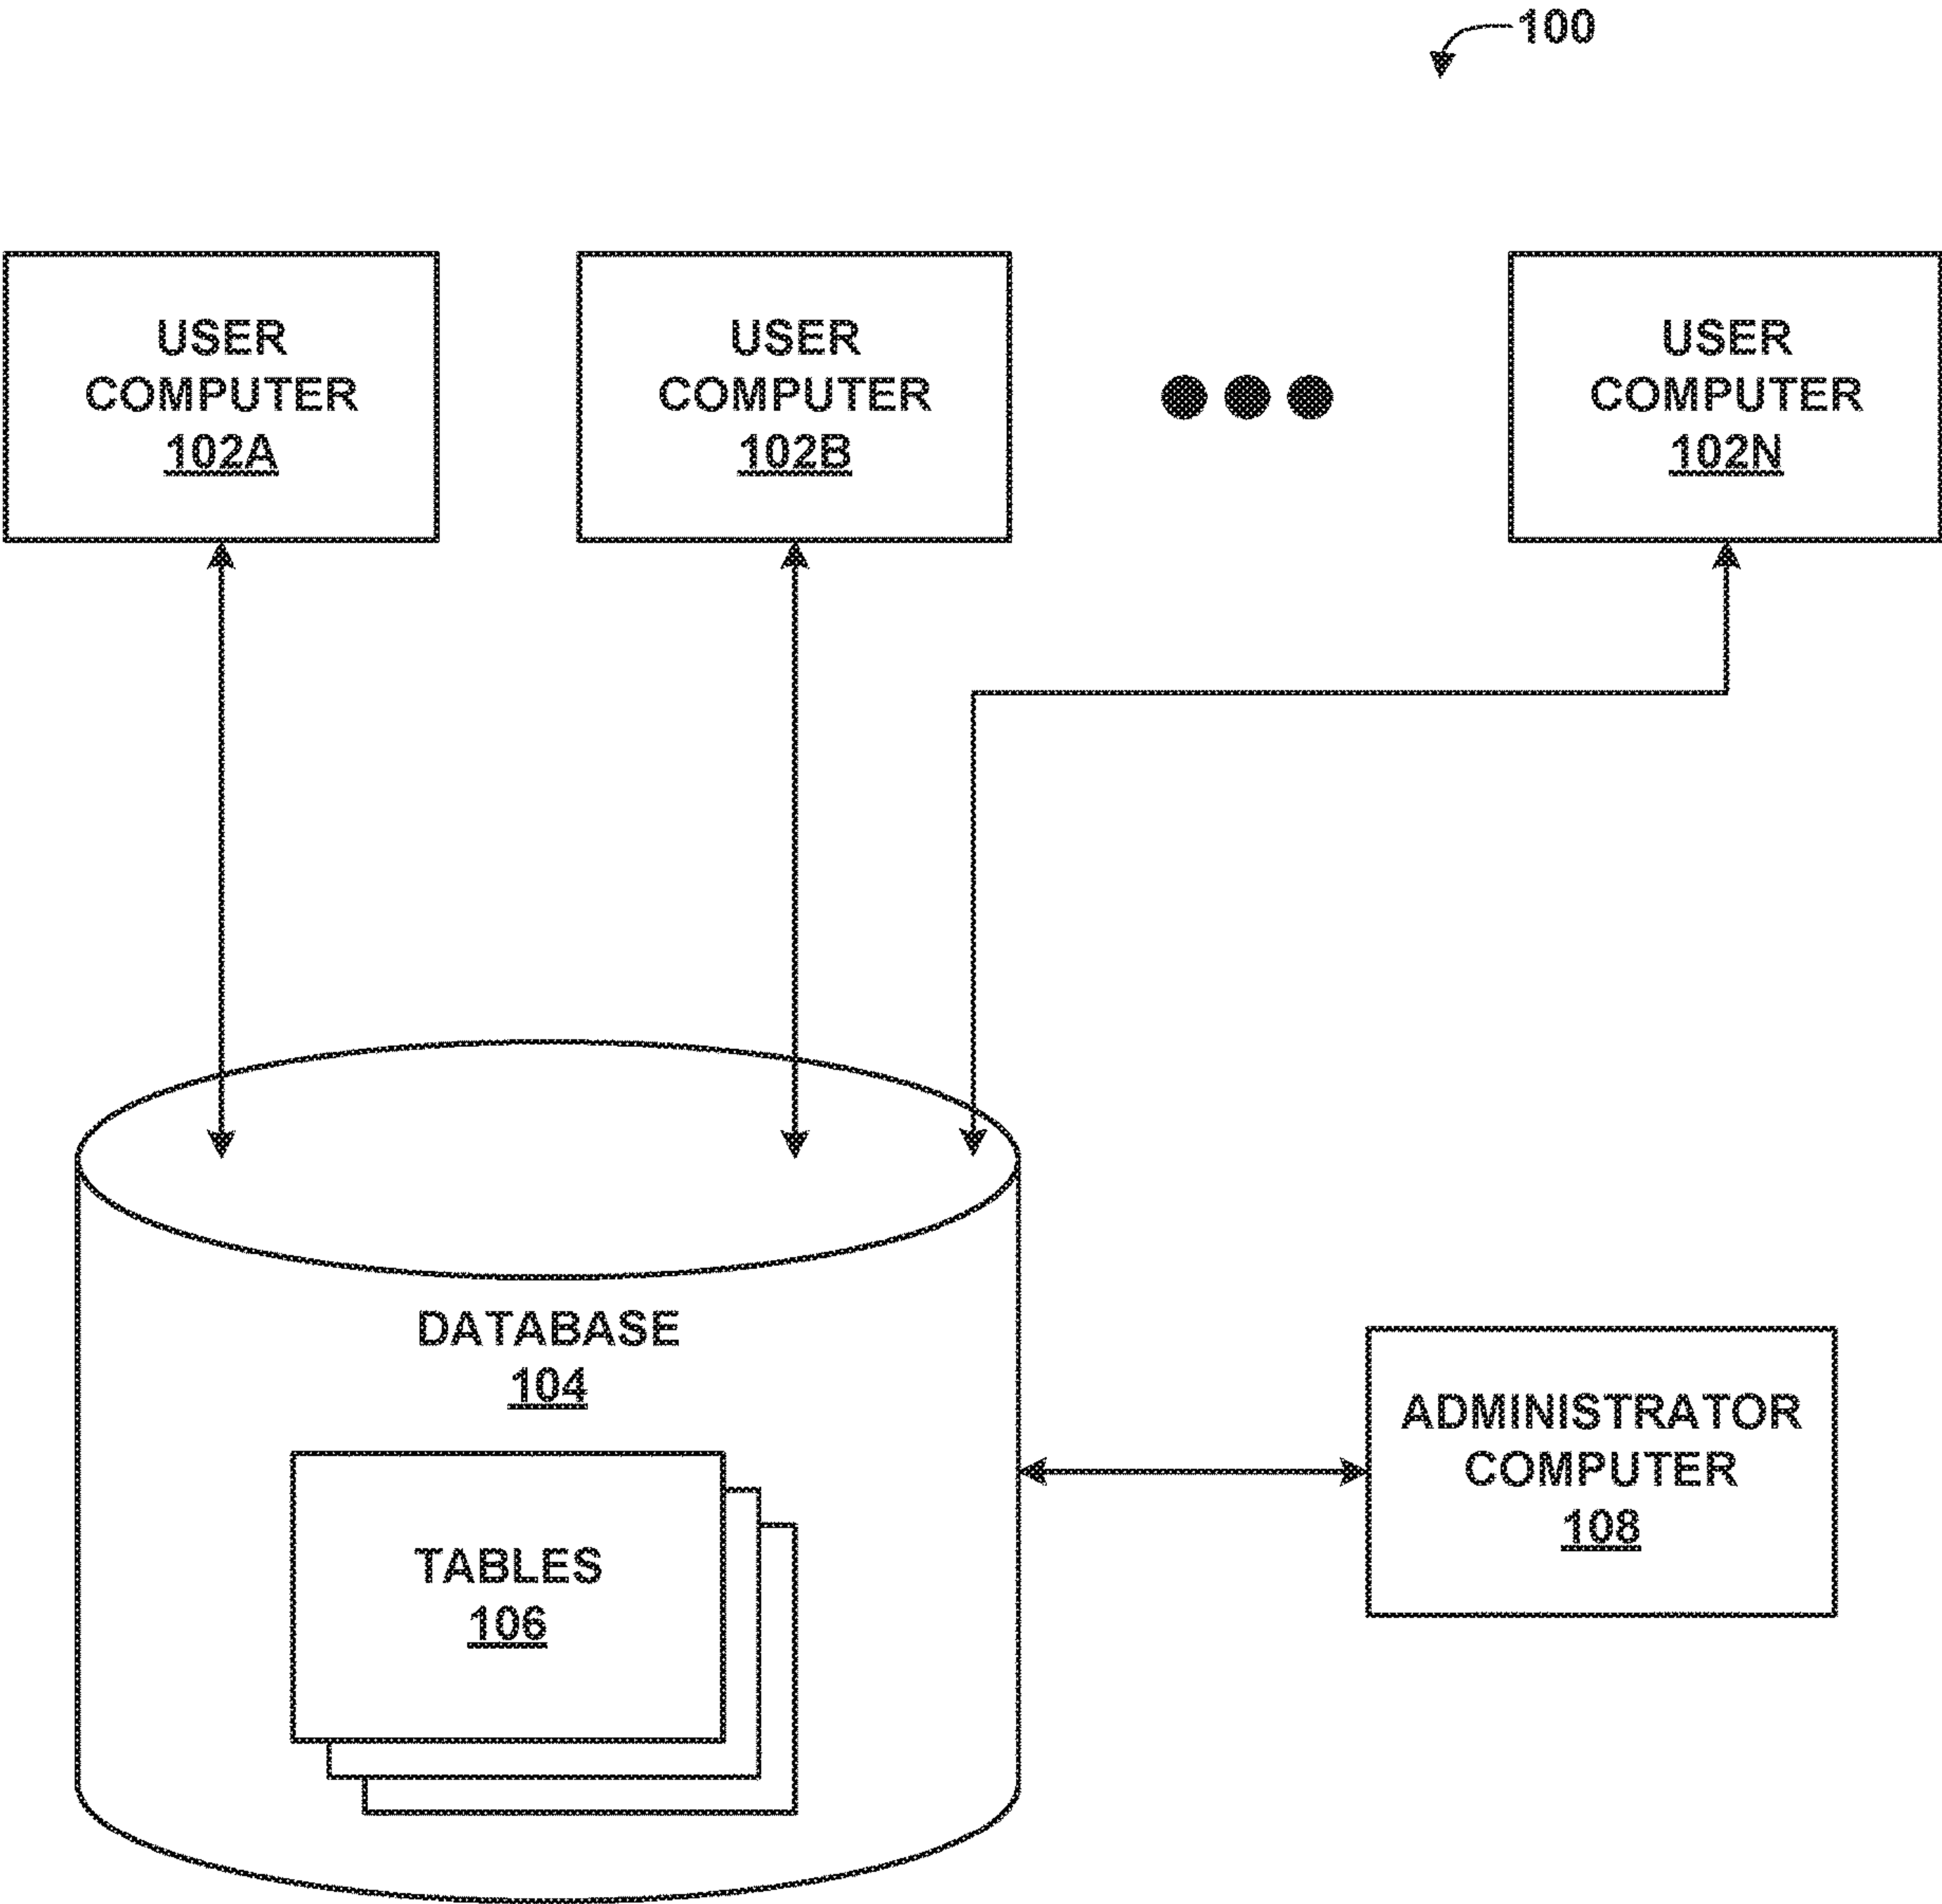 100
USER
COMPUTER
102A
USER
COMPUTER
102B
USER
COMPUTER
102N
DATABASE
104
TABLES
106
ADMINISTRATOR
COMPUTER
108